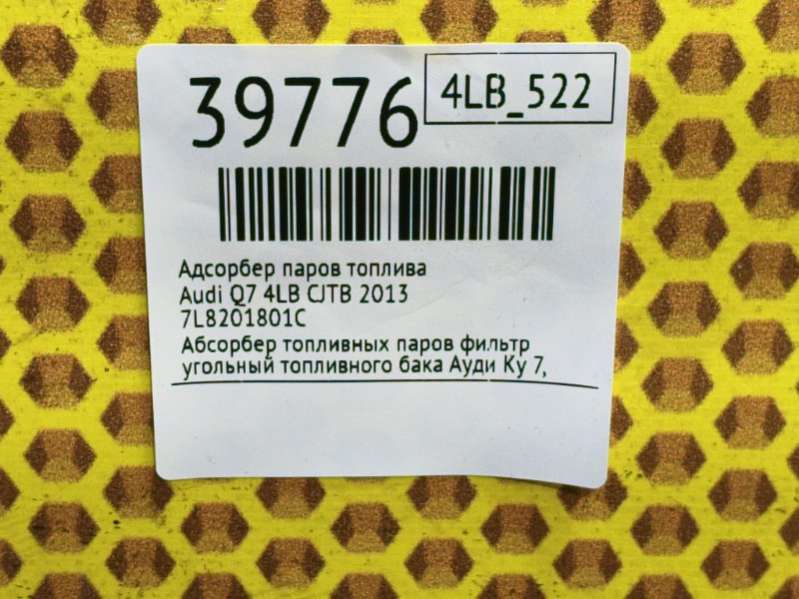 39776
4LB_522
Адсорбер паров топлива
Audi Q7 4LB CJTB 2013
7L8201801C
Абсорбер топливных паров фильтр
угольный топливного бака Ауди Ку 7,